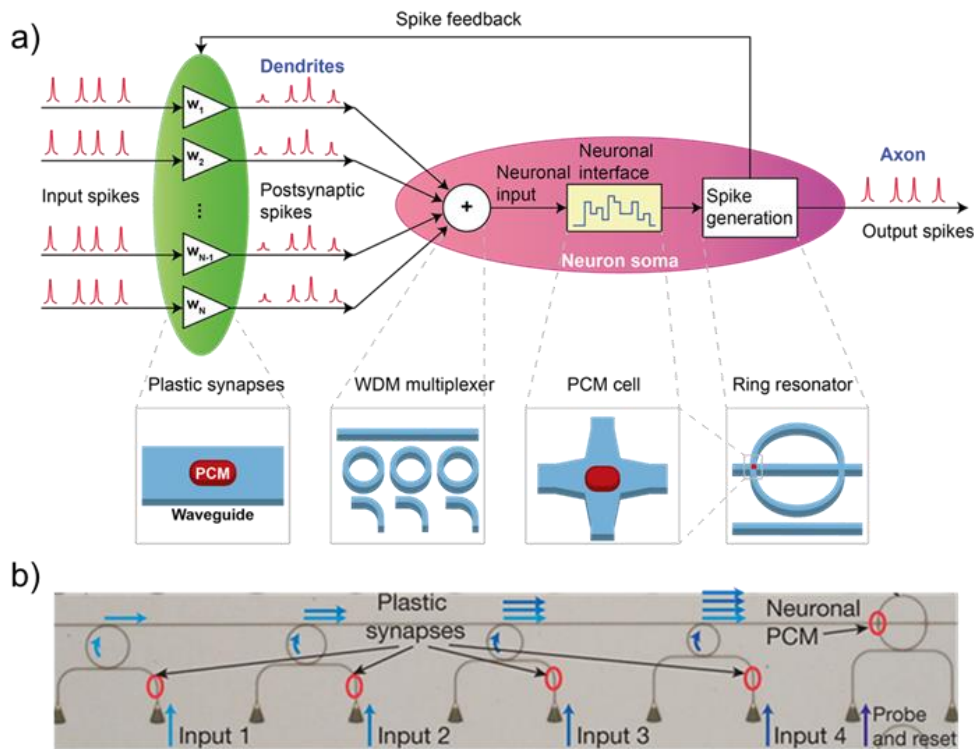 a)
Spike feedback
Dendrites
W1
W2
⋮
WN-1
WN
Input spikes
Postsynaptic
spikes
+
Neuronal
input
Neuronal
interface
Spike
generation
Neuron soma
Axon
Output spikes
Plastic synapses
WDM multiplexer
PCM cell
Ring resonator
PCM
Waveguide
b)
Plastic
synapses
Neuronal
PCM
Input 1
Input 2
Input 3
Input 4
Probe
and reset